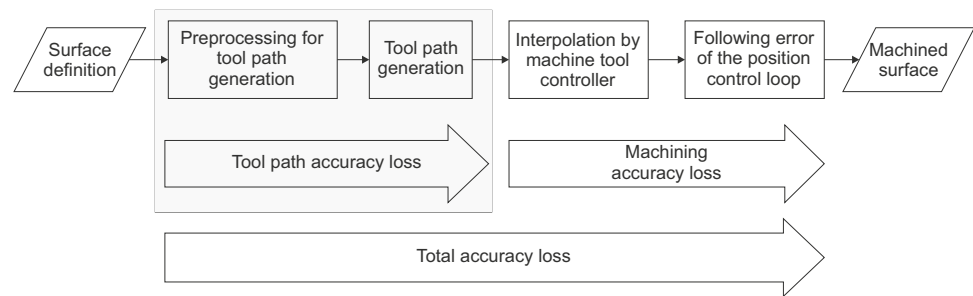 Surface
definition
Preprocessing for
tool path
generation
Tool path
generation
Interpolation by
machine tool
controller
Following error
of the position
control loop
Machined
surface
Tool path accuracy loss
Machining
accuracy loss
Total accuracy loss